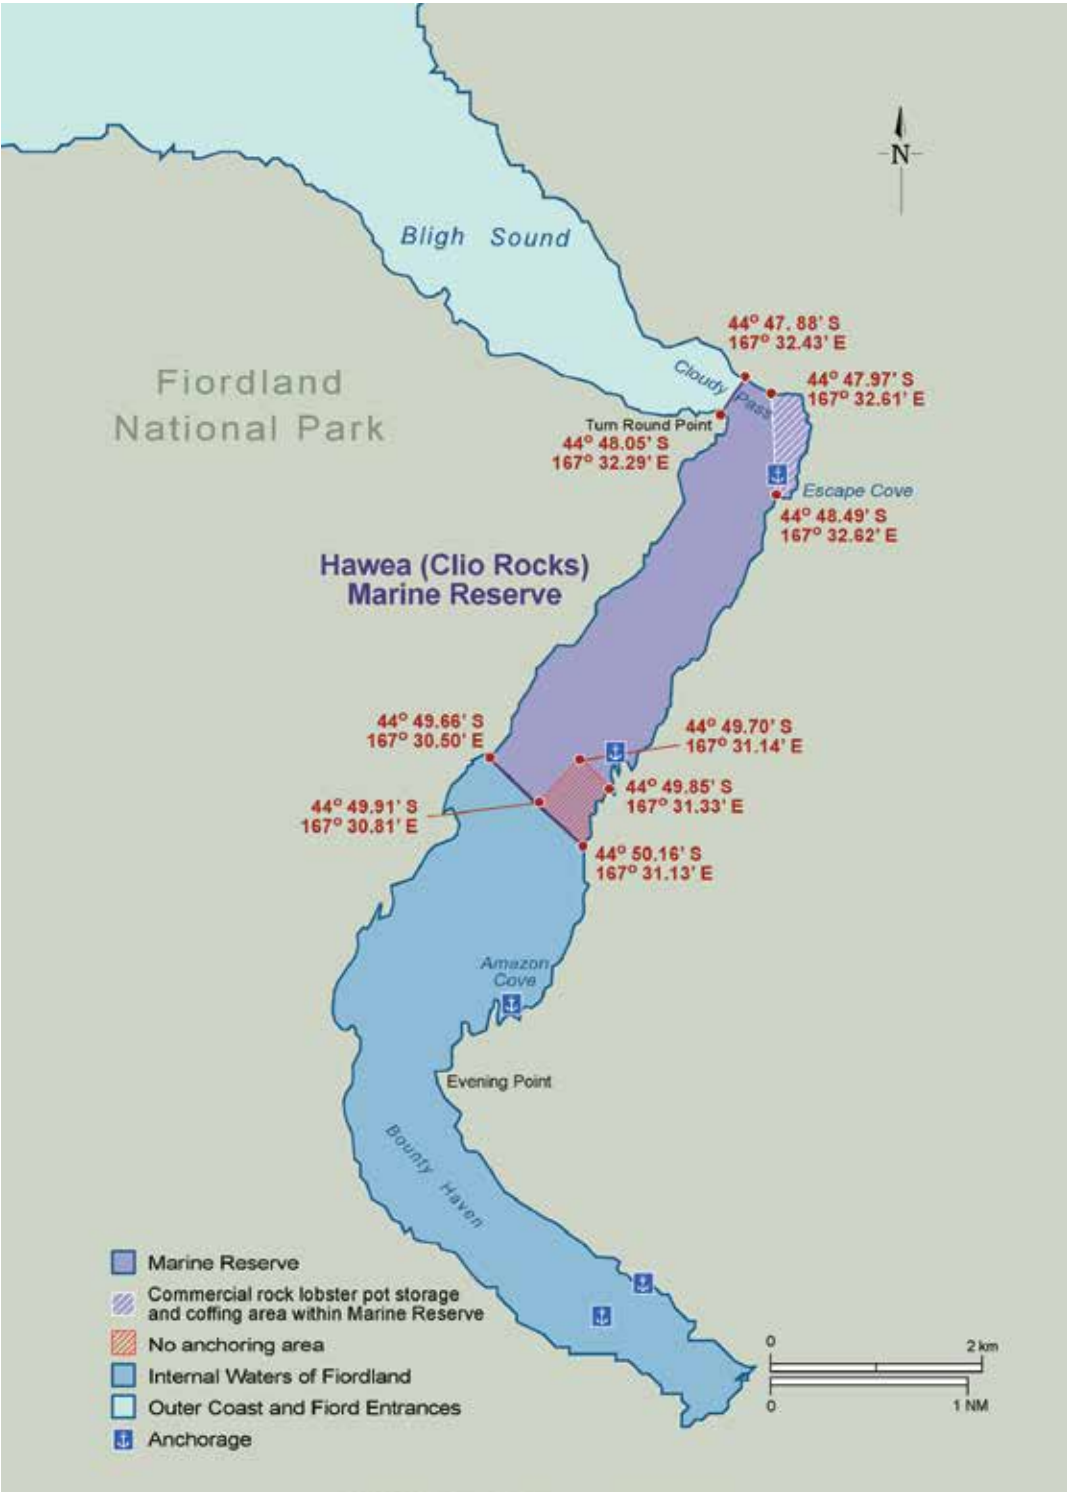 N
Bligh Sound
44° 47. 88' S
167° 32.43' E
Cloudy Pass
44° 47.97' S
167° 32.61' E
Fiordland
National Park
Turn Round Point
44° 48.05' S
167° 32.29' E
Escape Cove
44° 48.49' S
167° 32.62' E
Hawea (Clio Rocks)
Marine Reserve
44° 49.66' S
167° 30.50' E
44° 49.70' S
167° 31.14' E
44° 49.85' S
167° 31.33' E
44° 49.91' S
167° 30.81' E
44° 50.16' S
167° 31.13' E
Amazon
Cove
Evening Point
Bounty Haven
Marine Reserve
Commercial rock lobster pot storage
and coffing area within Marine Reserve
No anchoring area
Internal Waters of Fiordland
Outer Coast and Fiord Entrances
Anchorage
0 2 km
0 1 NM